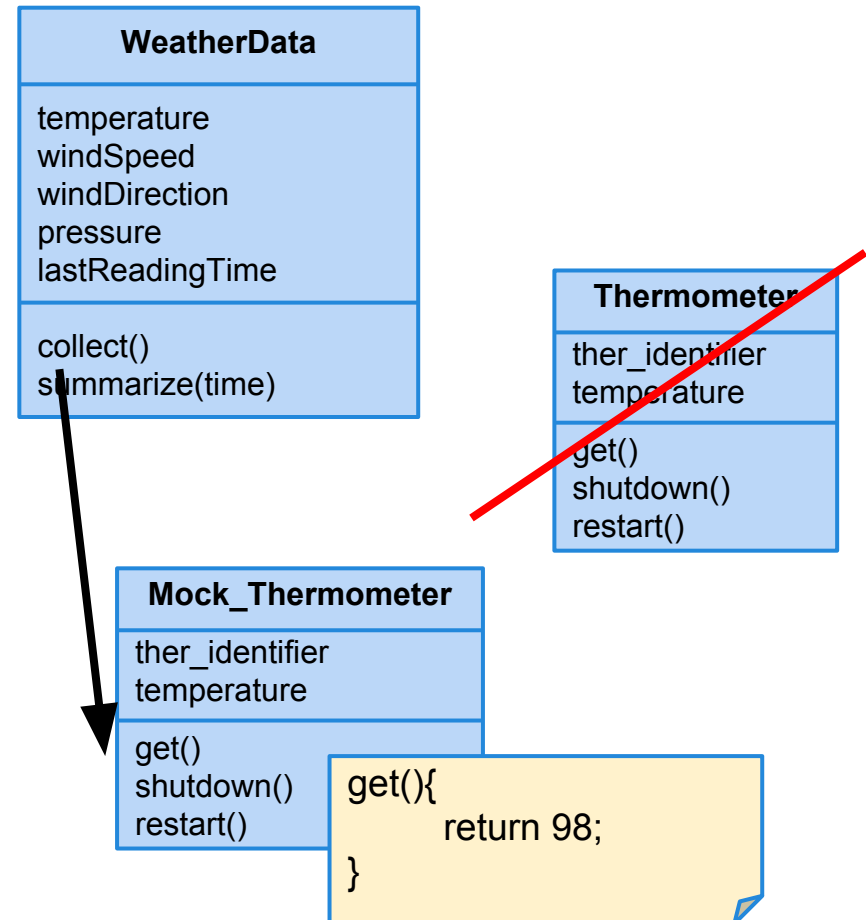 WeatherData
temperature
windSpeed
windDirection
pressure
lastReadingTime
collect()
summarize(time)
Thermometer
ther_identifier
temperature
get()
shutdown()
restart()
Mock_Thermometer
ther_identifier
temperature
get()
shutdown()
restart()
get(){
return 98;
}